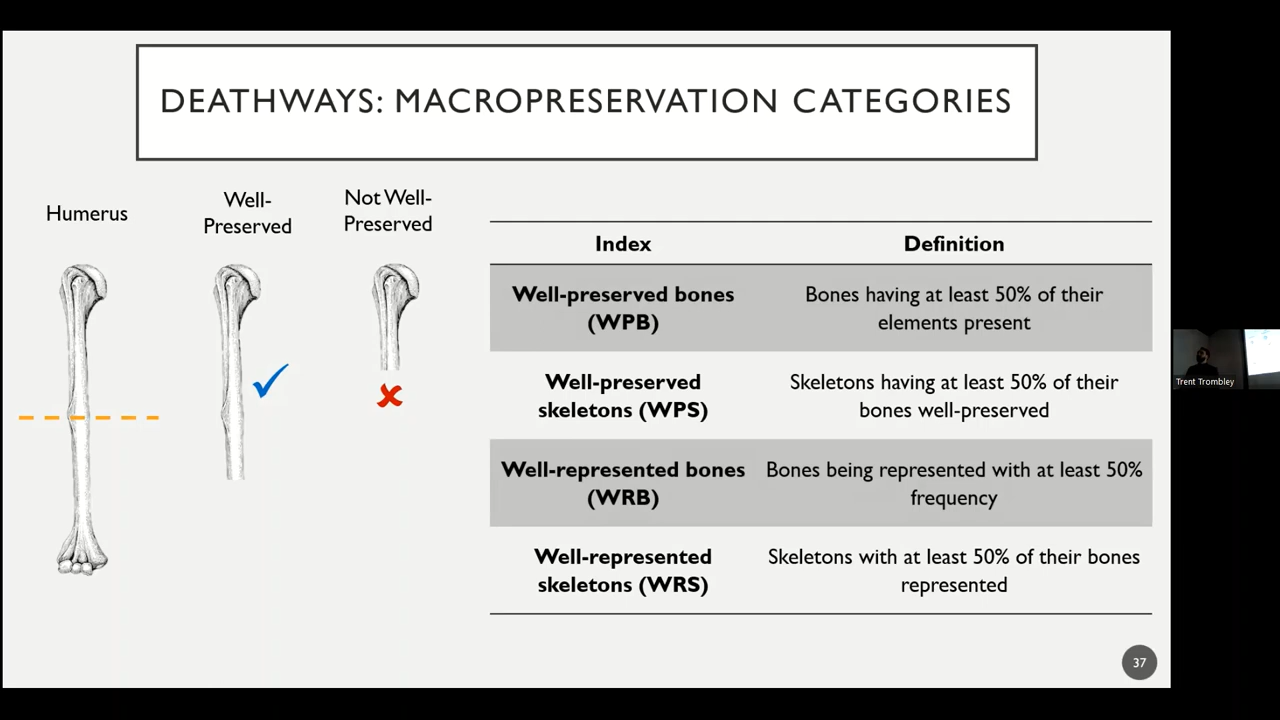 DEATHWAYS: MACROPRESERVATION CATEGORIES
Humerus
Well-
Preserved
Not Well-
Preserved
Index
Definition
Well-preserved bones
(WPB)
Bones having at least 50% of their
elements present
Well-preserved
skeletons (WPS)
Skeletons having at least 50% of their
bones well-preserved
Well-represented bones
(WRB)
Bones being represented with at least 50%
frequency
Well-represented
skeletons (WRS)
Skeletons with at least 50% of their bones
represented
37
Trent Trombley